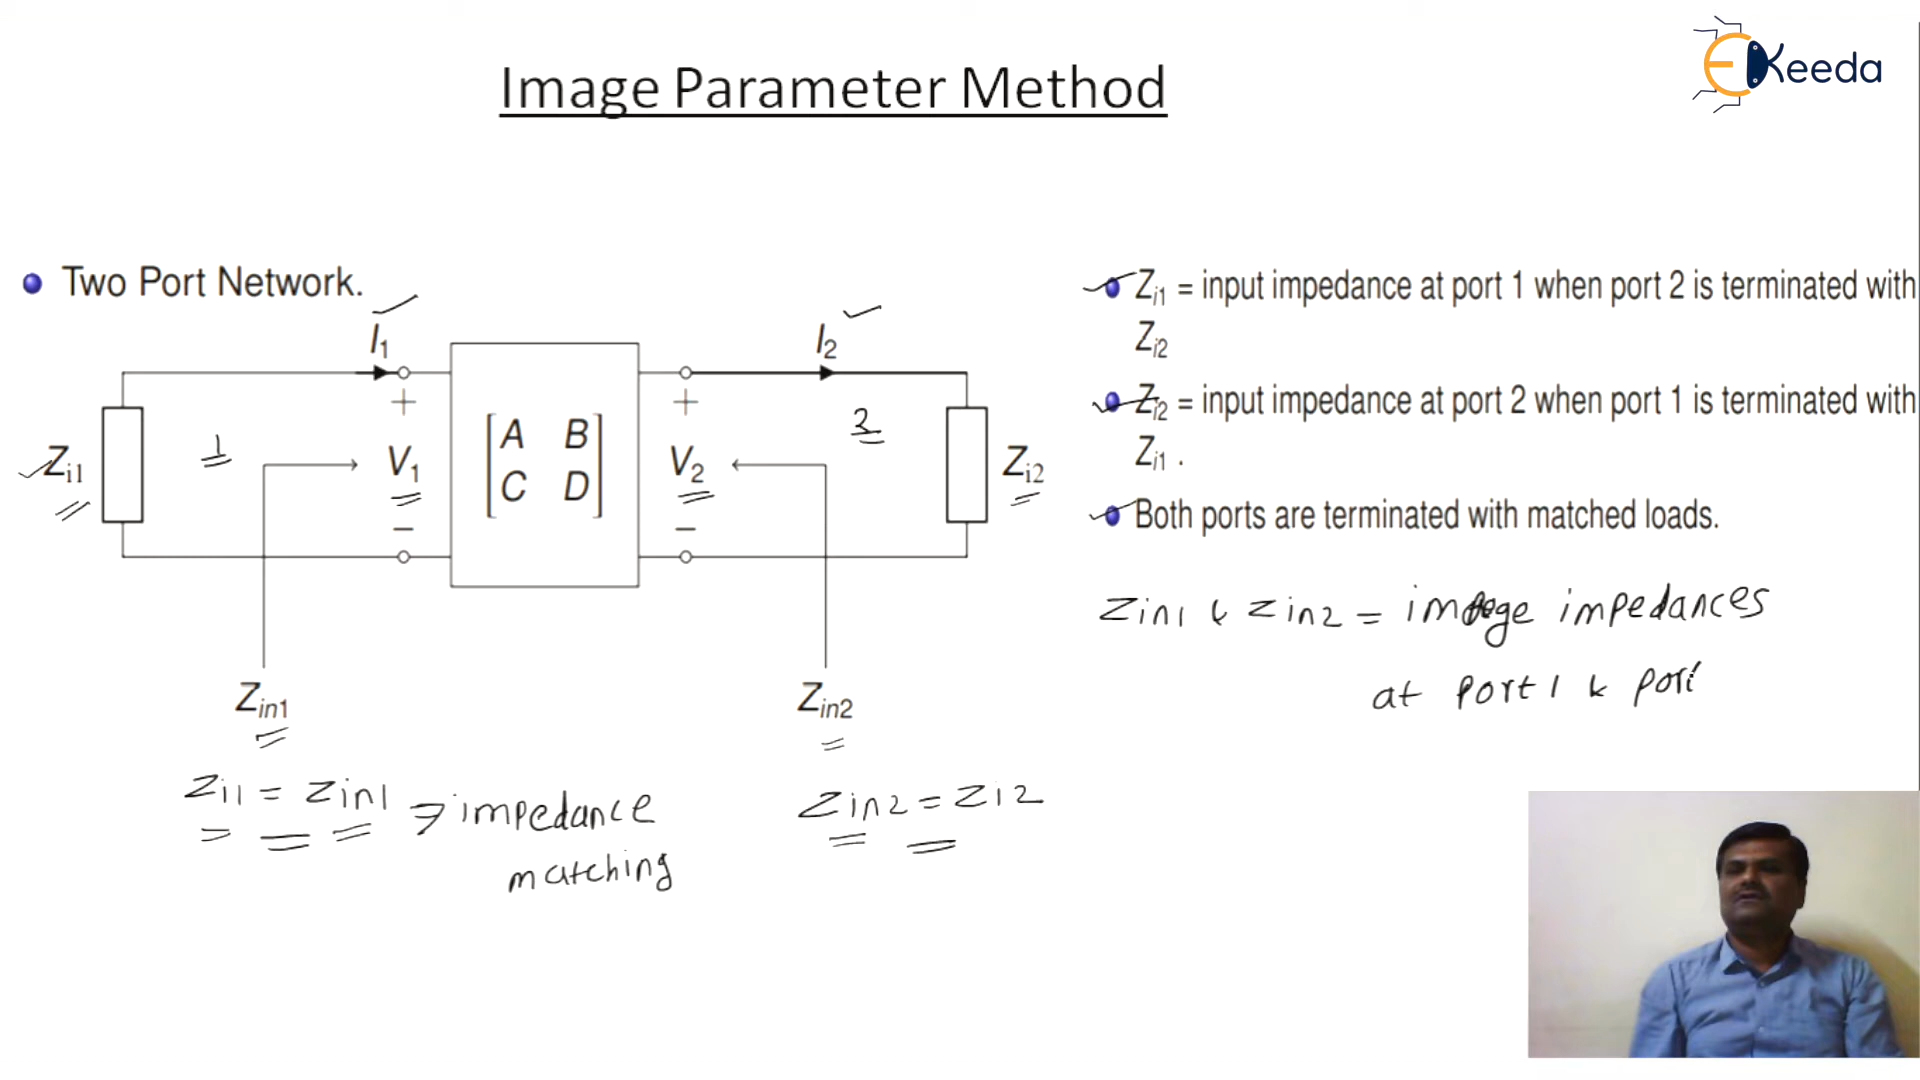 Image Parameter Method
EKeeda
Two Port Network.
I1
I2
Zi1
1
+
V1
−
A B
C D
+
V2
−
2
Zi2
Zin1
Zin2
Zi1 = Zin1 ⇒ impedance
matching
Zin2 = Zi2
Zi1 = input impedance at port 1 when port 2 is terminated with
Zi2
Zi2 = input impedance at port 2 when port 1 is terminated with
Zi1 .
Both ports are terminated with matched loads.
Zin1 & Zin2 = image impedances
at port 1 & port